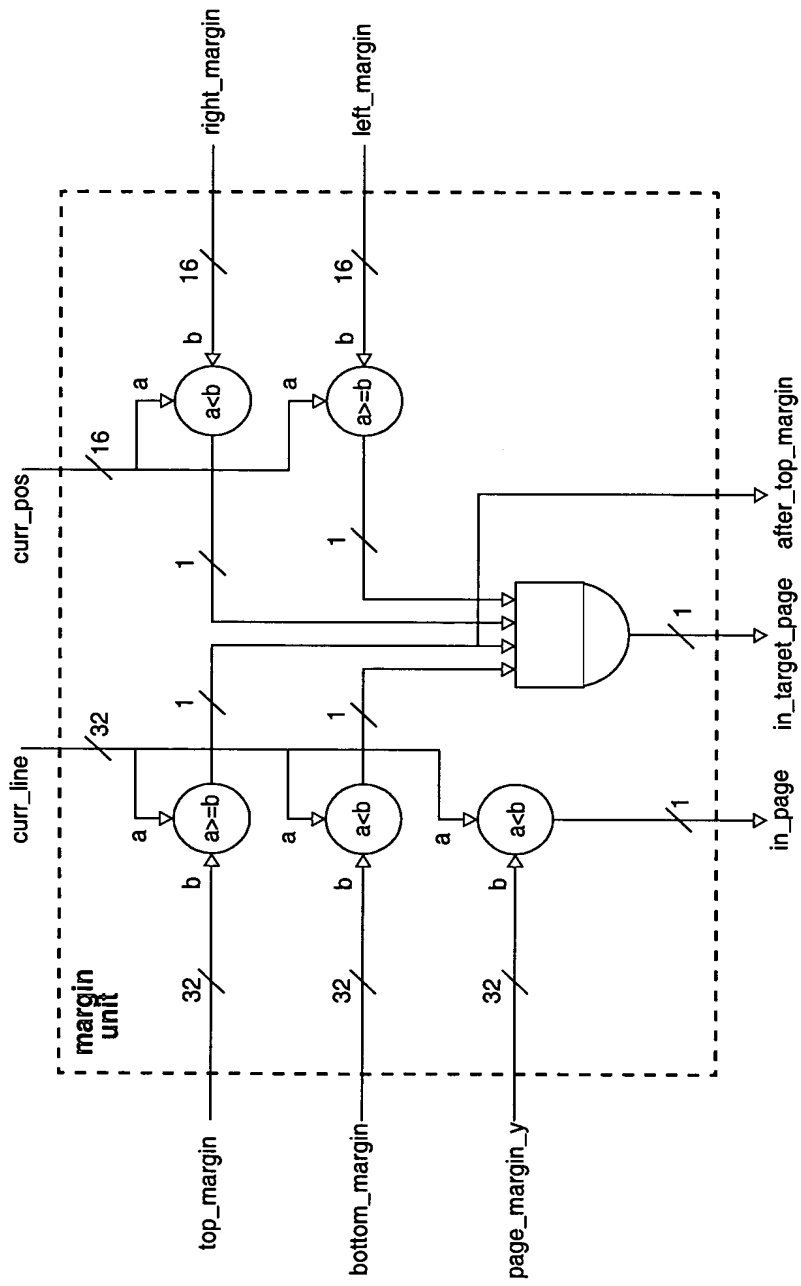 curr_line
curr_pos
margin
unit
32
16
a
a
top_margin
32
b
a>=b
1
1
a<b
b
16
right_margin
a
a
bottom_margin
32
b
a<b
1
1
a>=b
b
16
left_margin
a
page_margin_y
32
b
a<b
1
1
in_page
in_target_page
after_top_margin